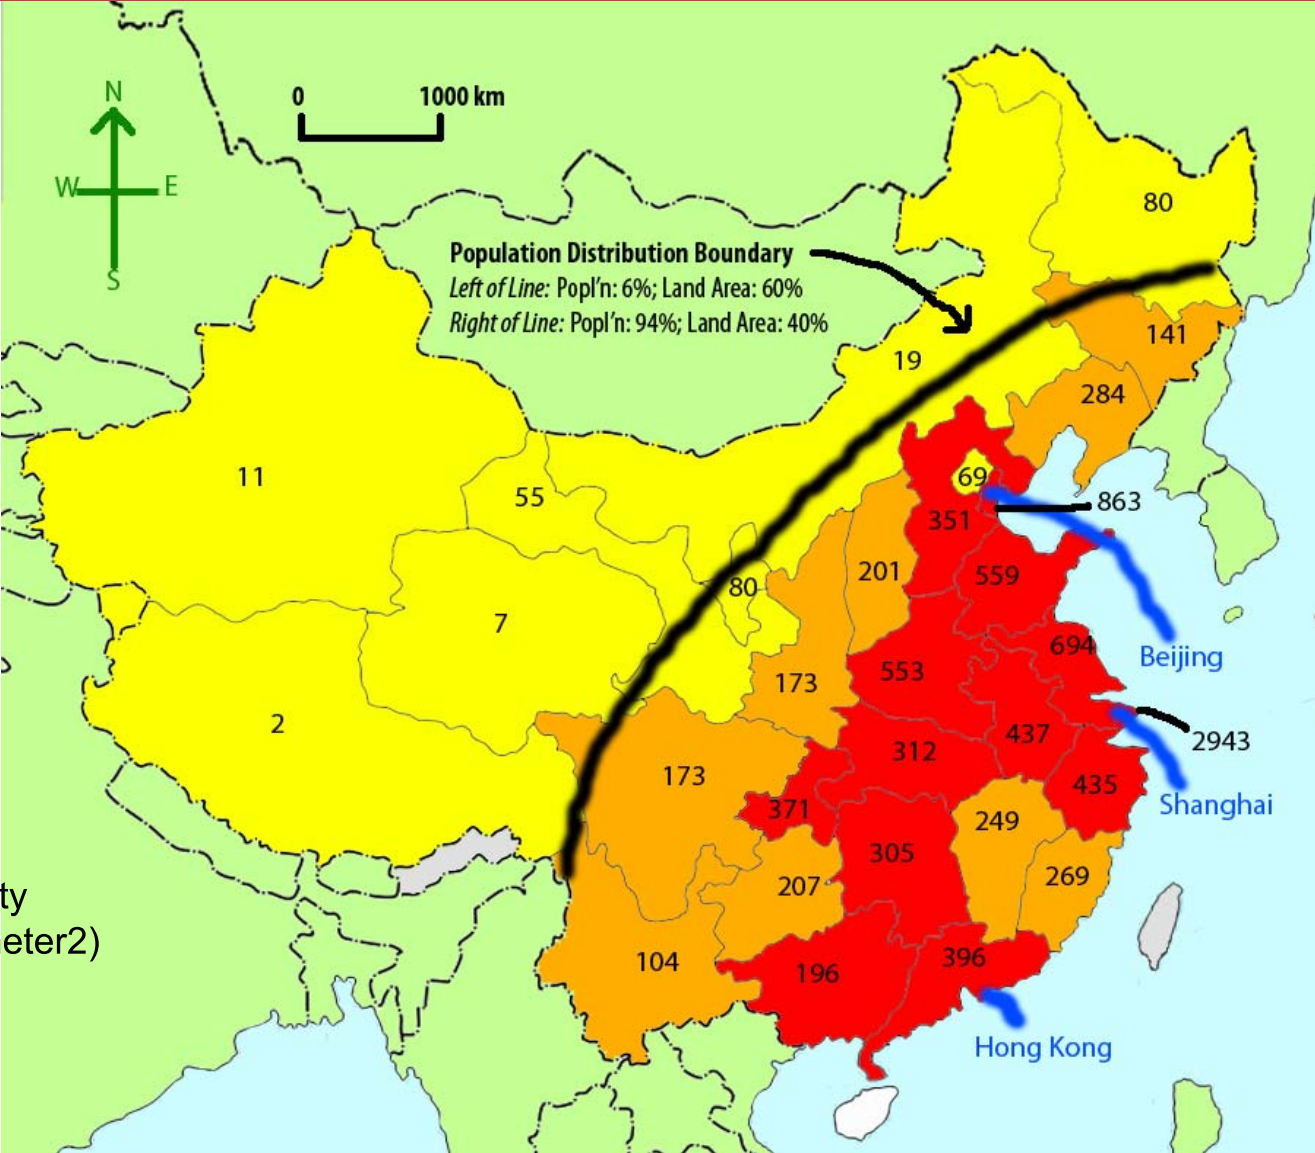 N
W E
S
0 1000 km
Population Distribution Boundary
Left of Line: Popl'n: 6%; Land Area: 60%
Right of Line: Popl'n: 94%; Land Area: 40%
80
141
19
284
11
55
69
863
351
201
559
80
7
694
Beijing
553
173
2
437
2943
312
173
435
Shanghai
371
249
305
269
207
ty
eter2)
104
196
396
Hong Kong